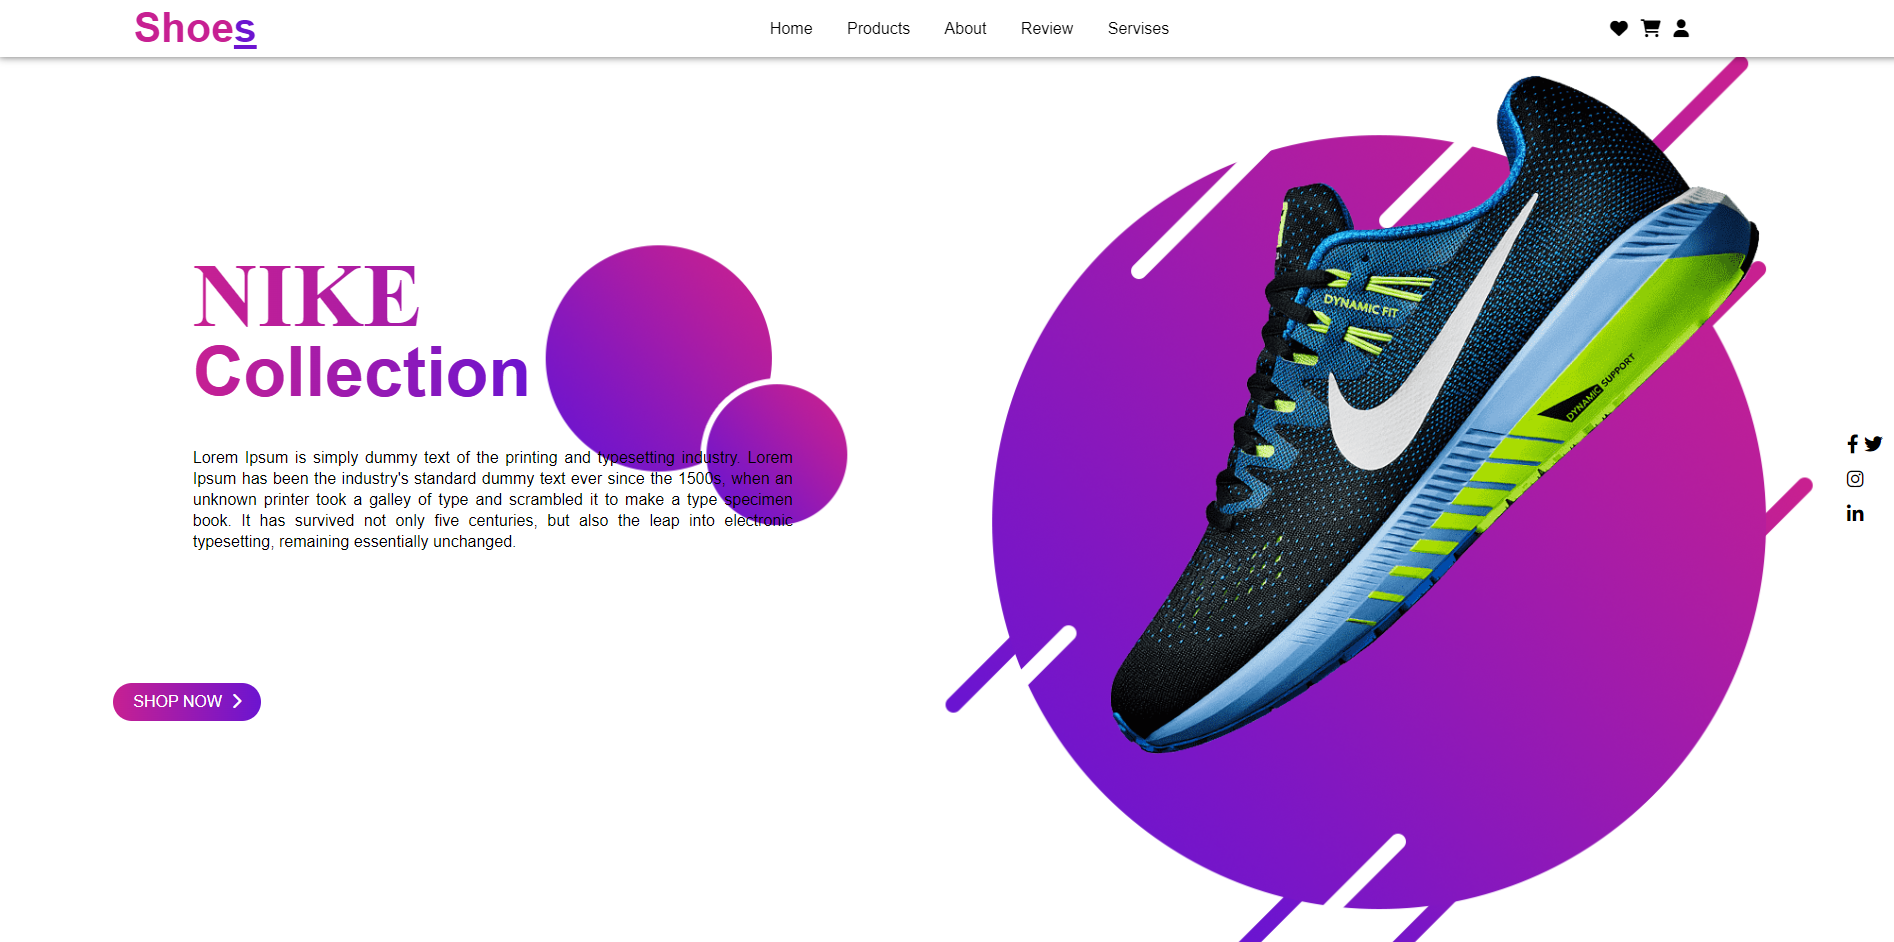 Shoes
Home Products About Review Servises
NIKE
Collection
Lorem Ipsum is simply dummy text of the printing and typesetting industry. Lorem
Ipsum has been the industry's standard dummy text ever since the 1500s, when an
unknown printer took a galley of type and scrambled it to make a type specimen
book. It has survived not only five centuries, but also the leap into electronic
typesetting, remaining essentially unchanged.
SHOP NOW
DYNAMIC FIT
DYNAMIC SUPPORT